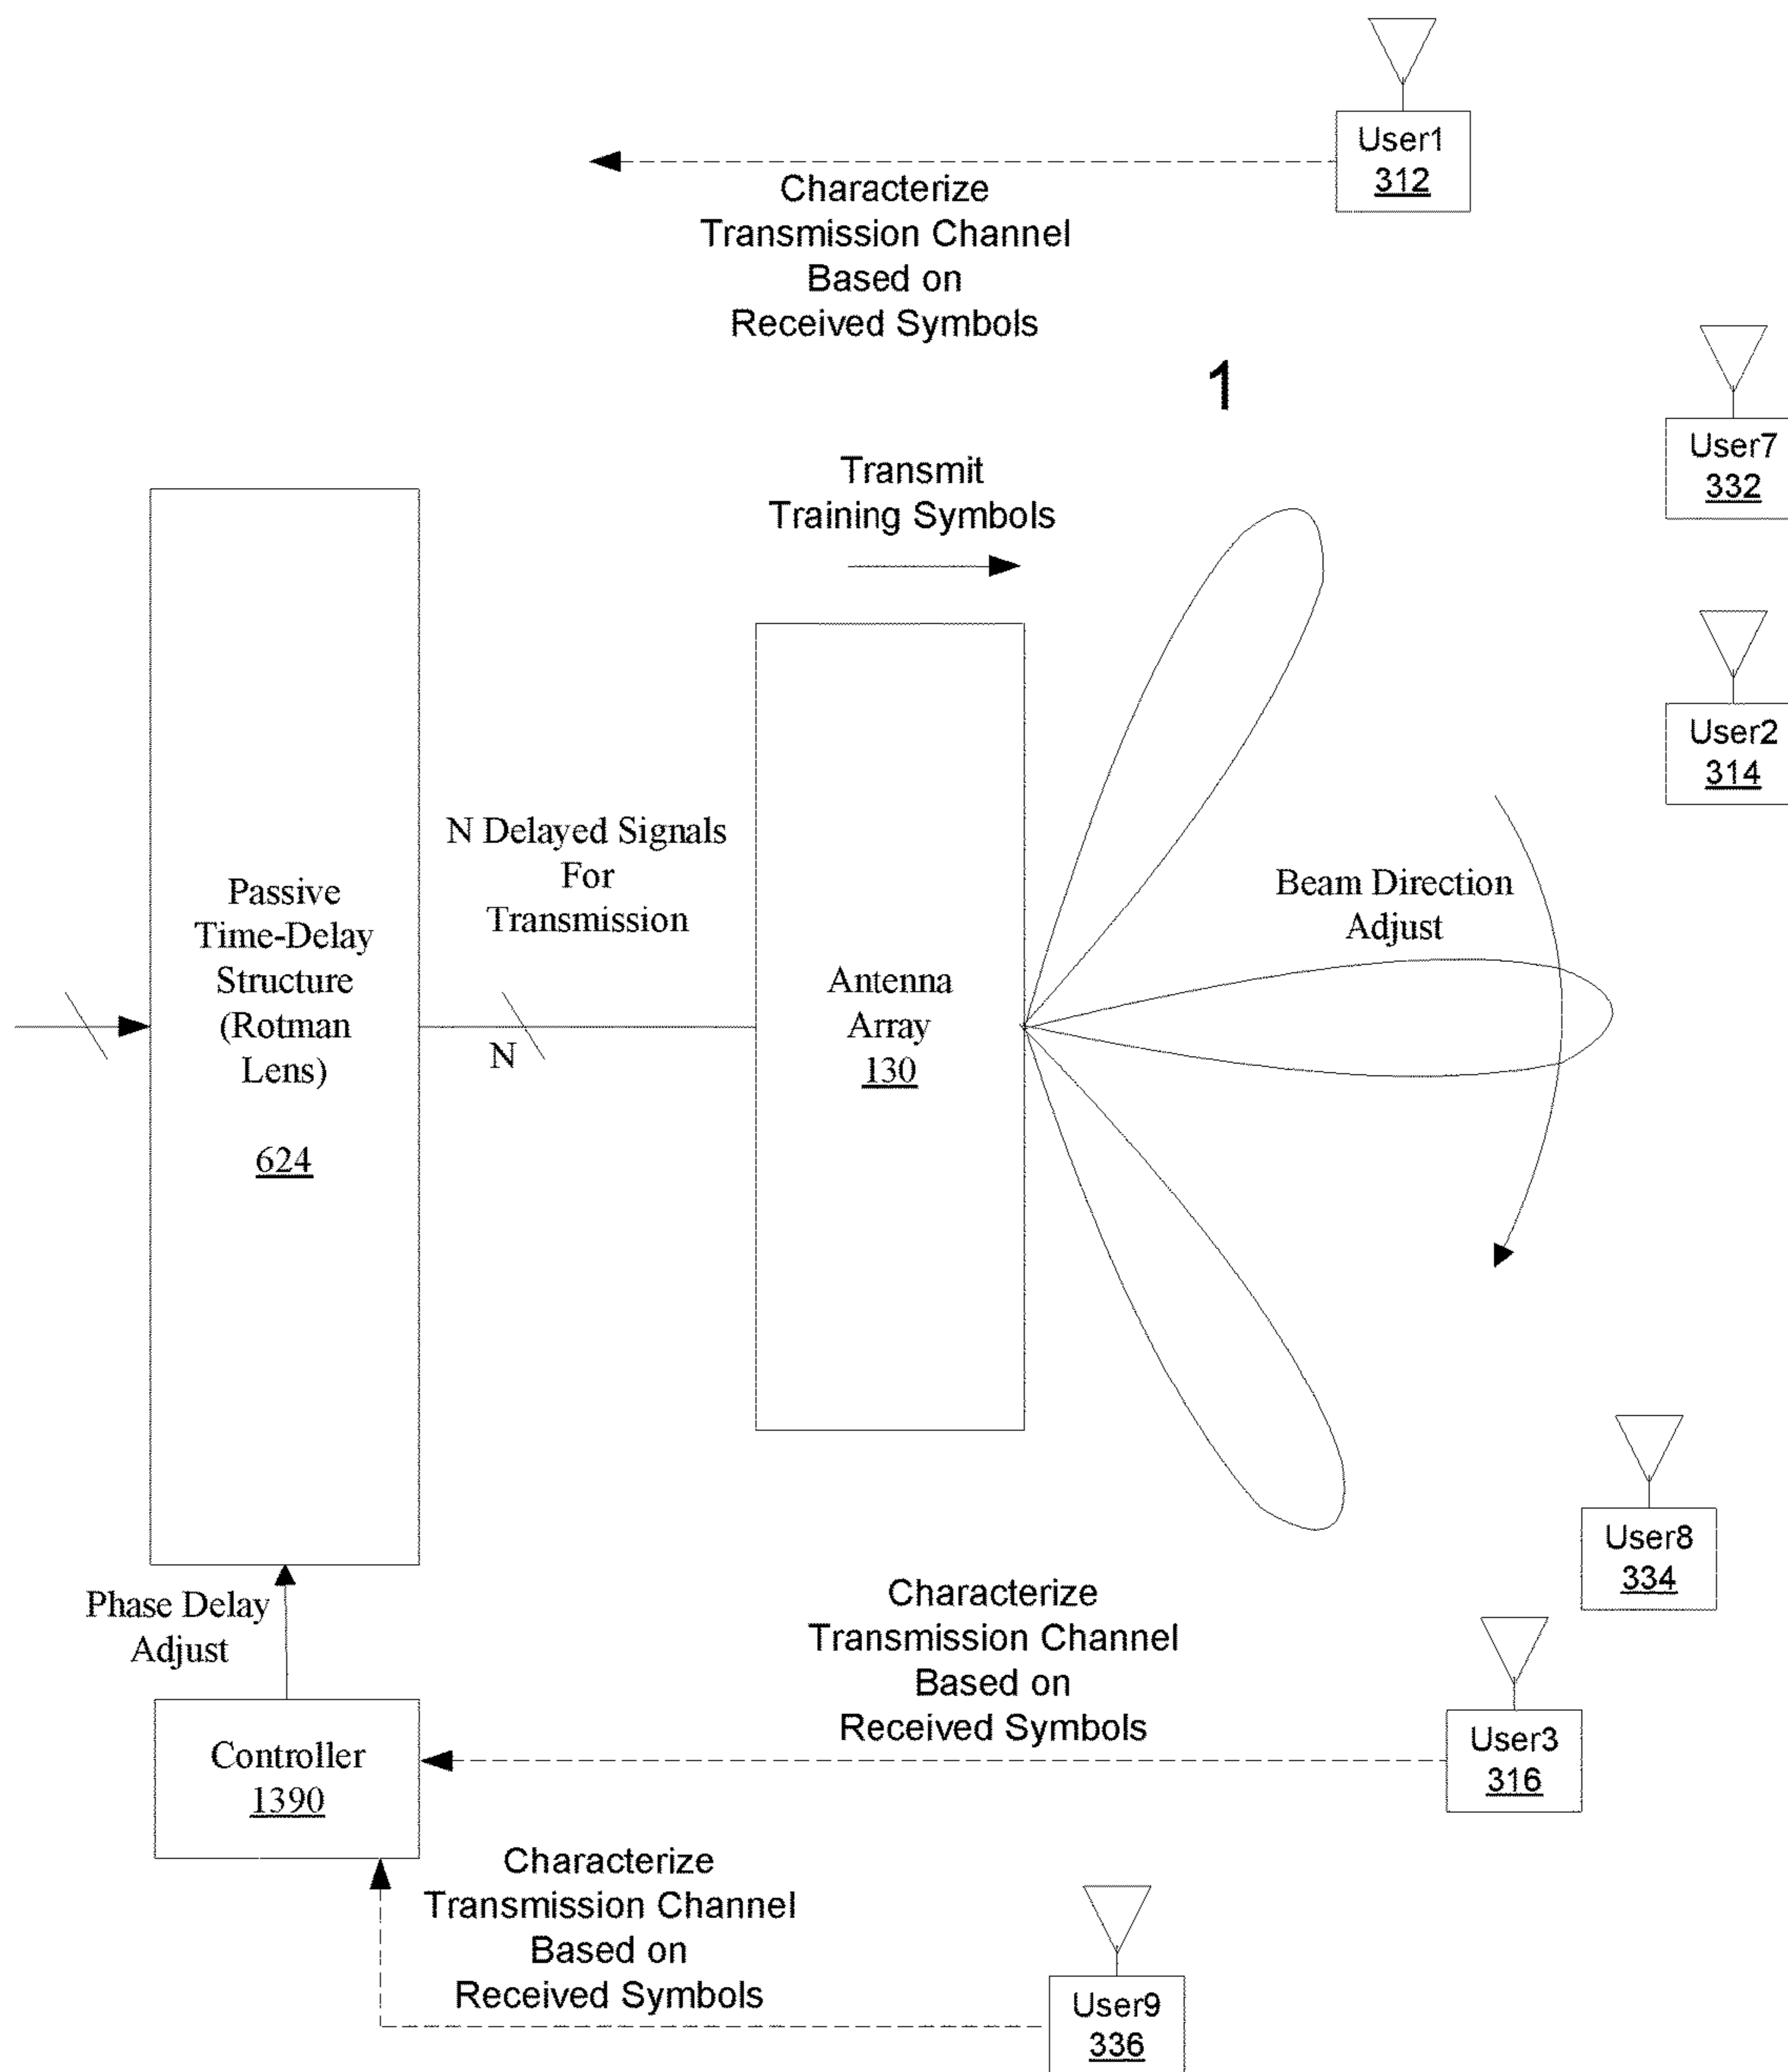 User1
312
Characterize
Transmission Channel
Based on
Received Symbols
1
User7
332
Transmit
Training Symbols
User2
314
N Delayed Signals
For
Transmission
Beam Direction
Adjust
Passive
Time-Delay
Structure
(Rotman
Lens)
624
N
Antenna
Array
130
User8
334
Phase Delay
Adjust
Characterize
Transmission Channel
Based on
Received Symbols
User3
316
Controller
1390
Characterize
Transmission Channel
Based on
Received Symbols
User9
336